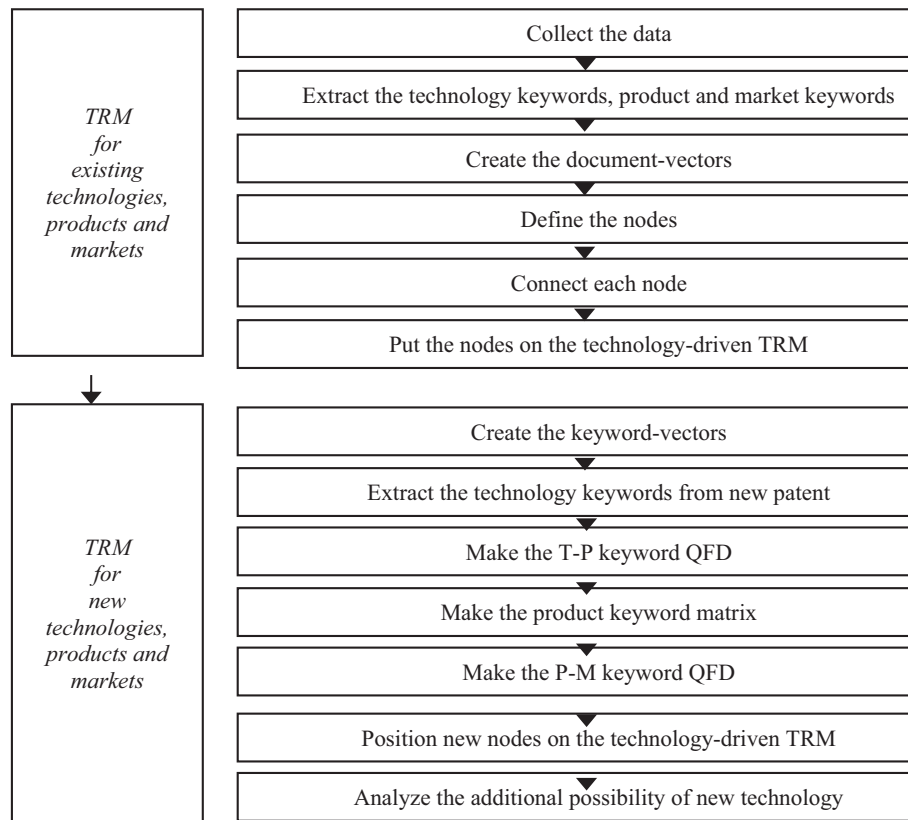 TRM
for
existing
technologies,
products and
markets
Collect the data
Extract the technology keywords, product and market keywords
Create the document-vectors
Define the nodes
Connect each node
Put the nodes on the technology-driven TRM
TRM
for
new
technologies,
products and
markets
Create the keyword-vectors
Extract the technology keywords from new patent
Make the T-P keyword QFD
Make the product keyword matrix
Make the P-M keyword QFD
Position new nodes on the technology-driven TRM
Analyze the additional possibility of new technology